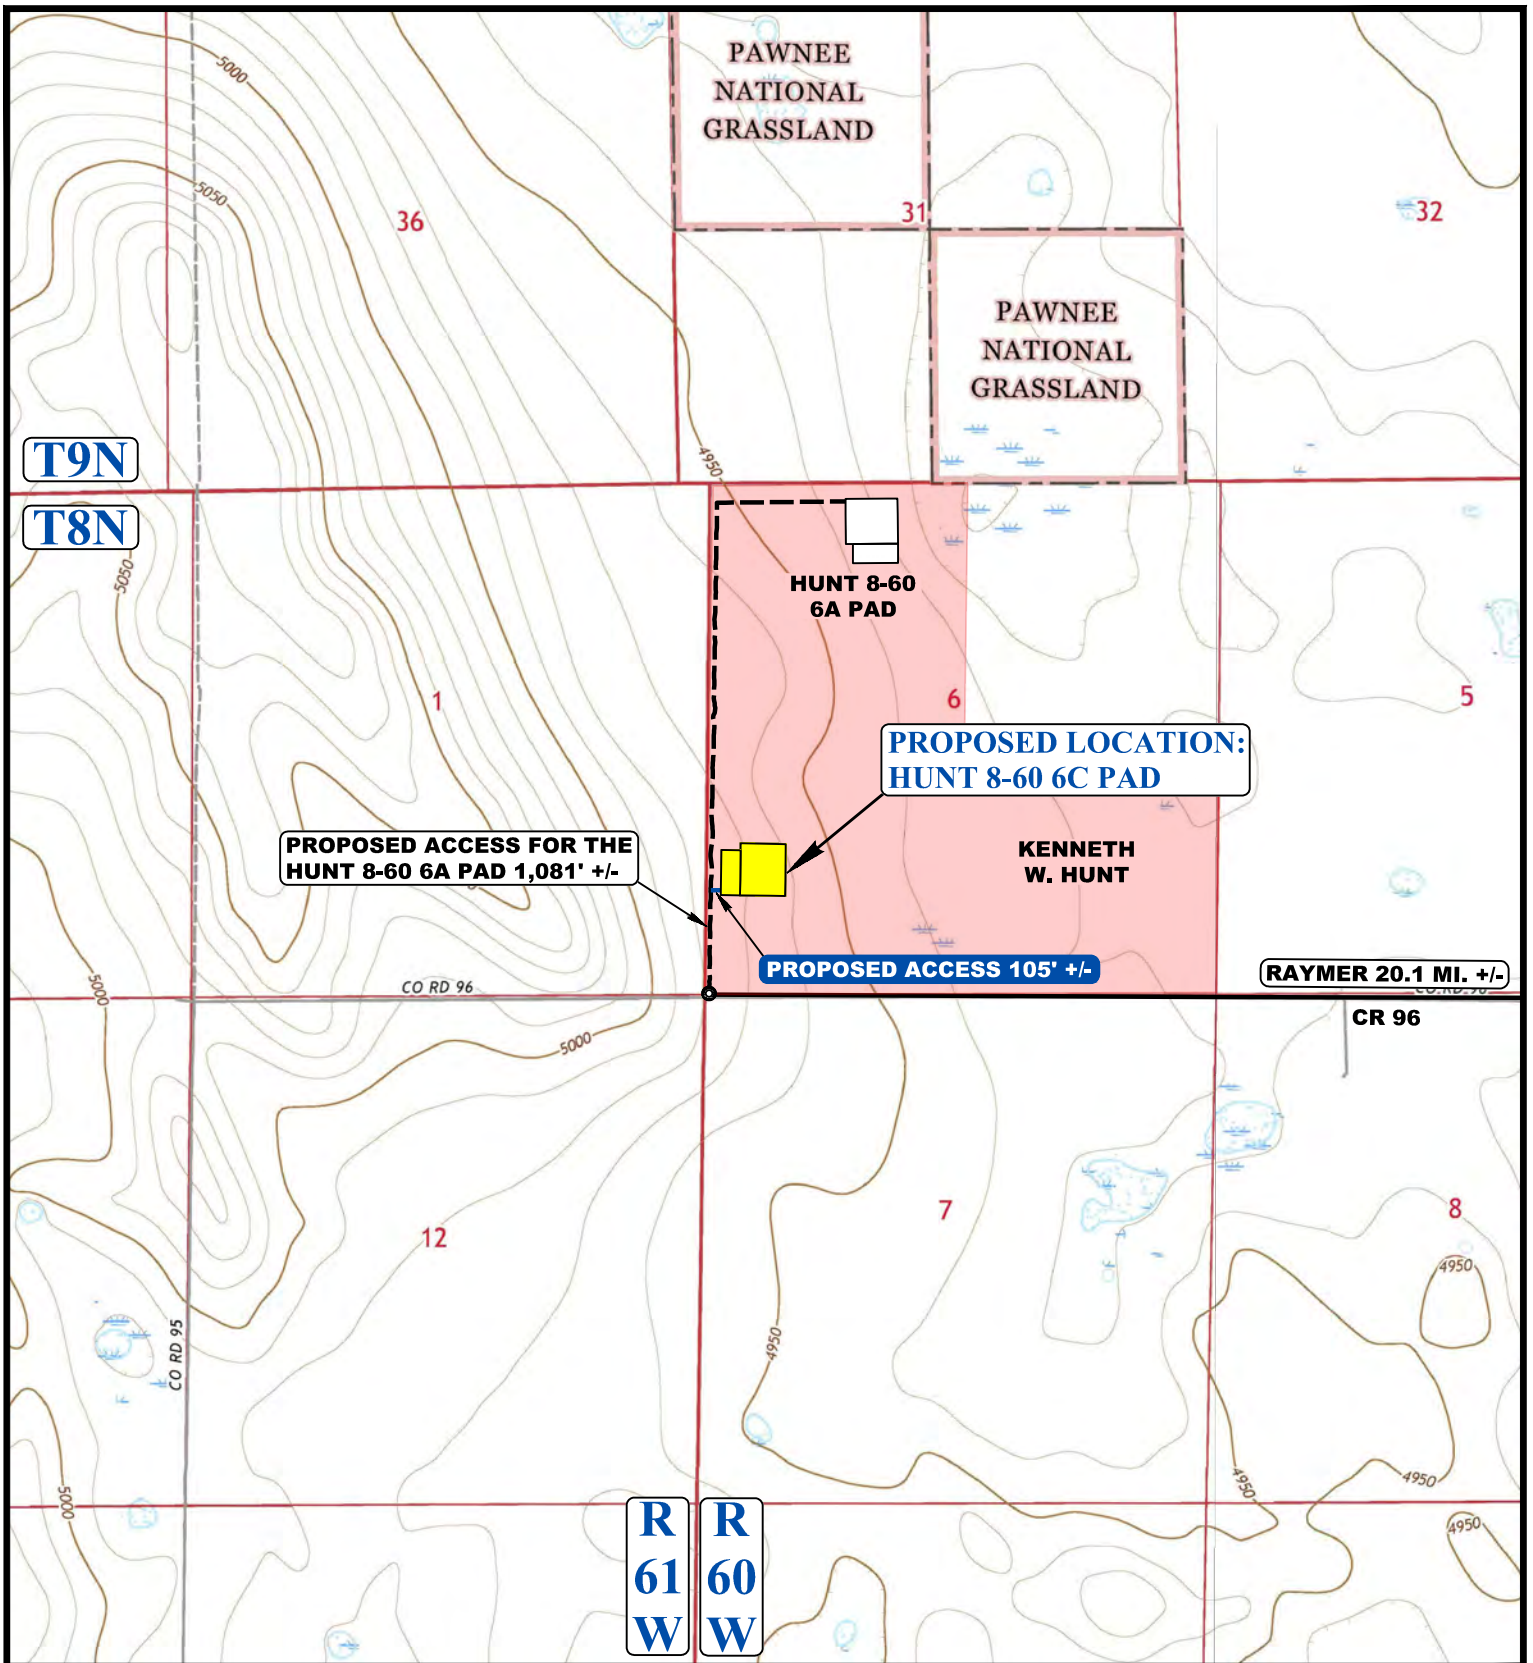 PAWNEE
NATIONAL
GRASSLAND
5000
5050
36
31
32
PAWNEE
NATIONAL
GRASSLAND
T9N
4950
T8N
5050
HUNT 8-60
6A PAD
1
6
5
PROPOSED LOCATION:
HUNT 8-60 6C PAD
PROPOSED ACCESS FOR THE
HUNT 8-60 6A PAD 1,081' +/-
KENNETH
W. HUNT
PROPOSED ACCESS 105' +/-
RAYMER 20.1 MI. +/-
5000
CO RD 96
CO RD 96
CR 96
5000
12
7
8
4950
CO RD 95
4950
5000
4950
4950
4950
R
61
W
R
60
W